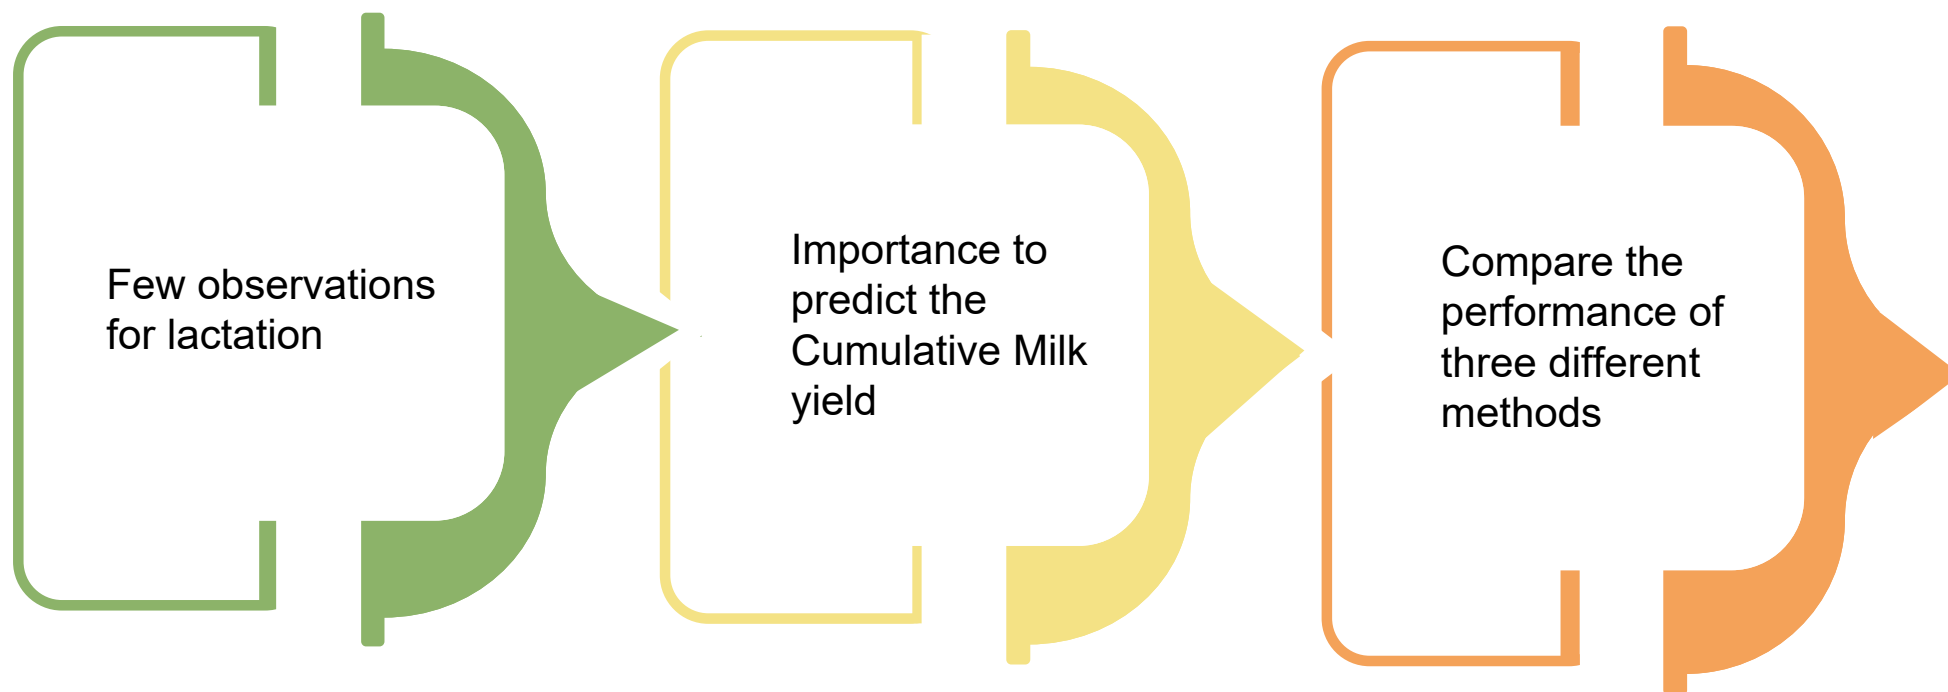 Few observations
for lactation
Importance to
predict the
Cumulative Milk
yield
Compare the
performance of
three different
methods